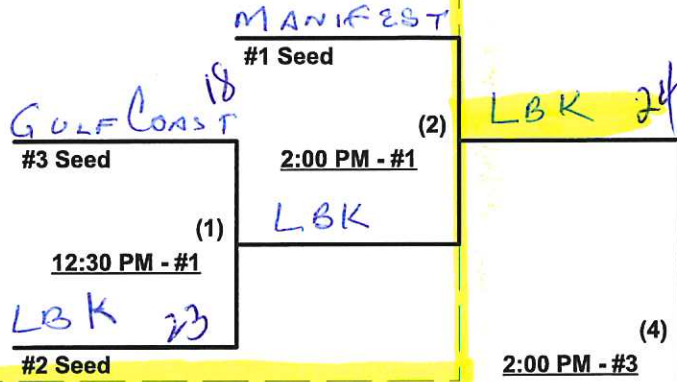 MANIFEST
#1 Seed
GULF COAST 18
#3 Seed
(2)
2:00 PM - #1
LBK 24
(1)
12:30 PM - #1
LBK
LBK 23
#2 Seed
(4)
2:00 PM - #3